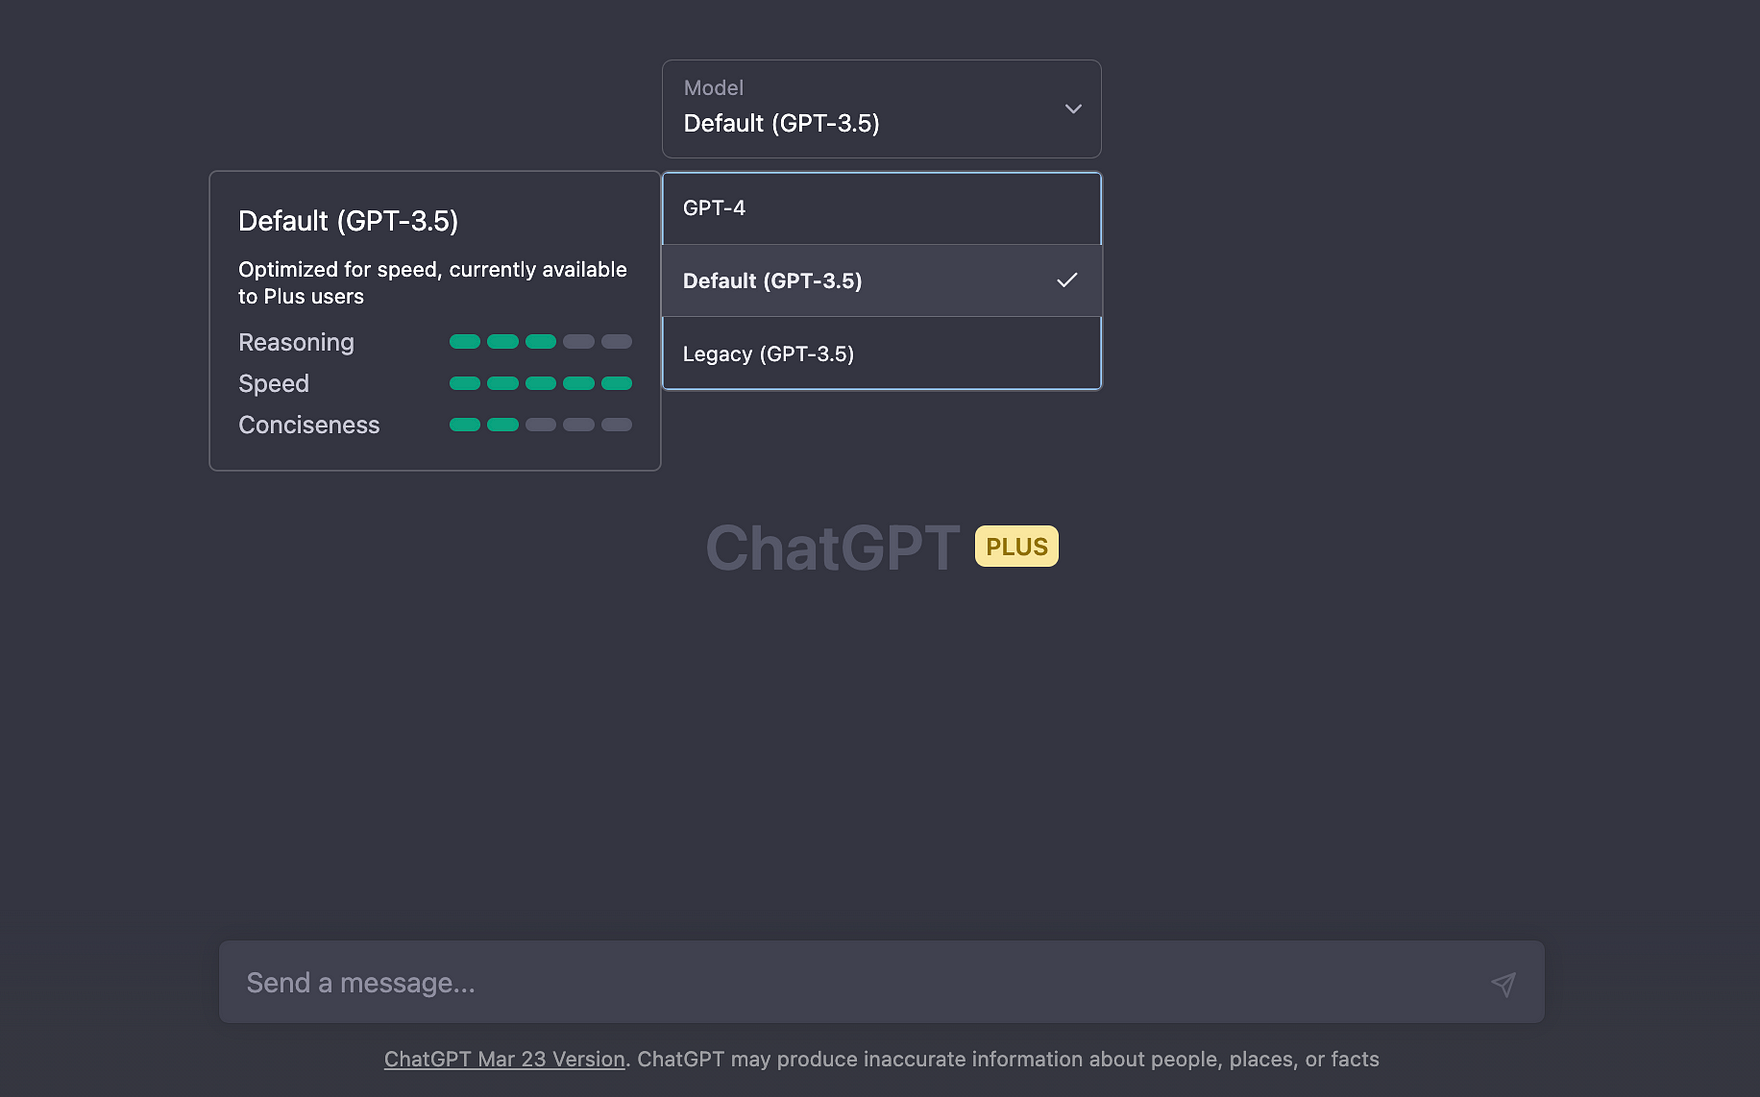 Model
Default (GPT-3.5)
GPT-4
Default (GPT-3.5)
Legacy (GPT-3.5)
Default (GPT-3.5)
Optimized for speed, currently available
to Plus users
Reasoning
Speed
Conciseness
ChatGPT PLUS
Send a message...
ChatGPT Mar 23 Version. ChatGPT may produce inaccurate information about people, places, or facts